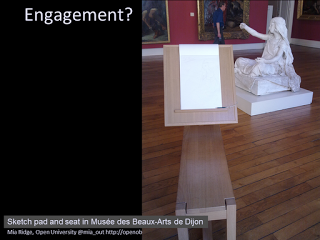 Engagement?
Sketch pad and seat in Musée des Beaux-Arts de Dijon
Mia Ridge, Open University @mia_out http://openob